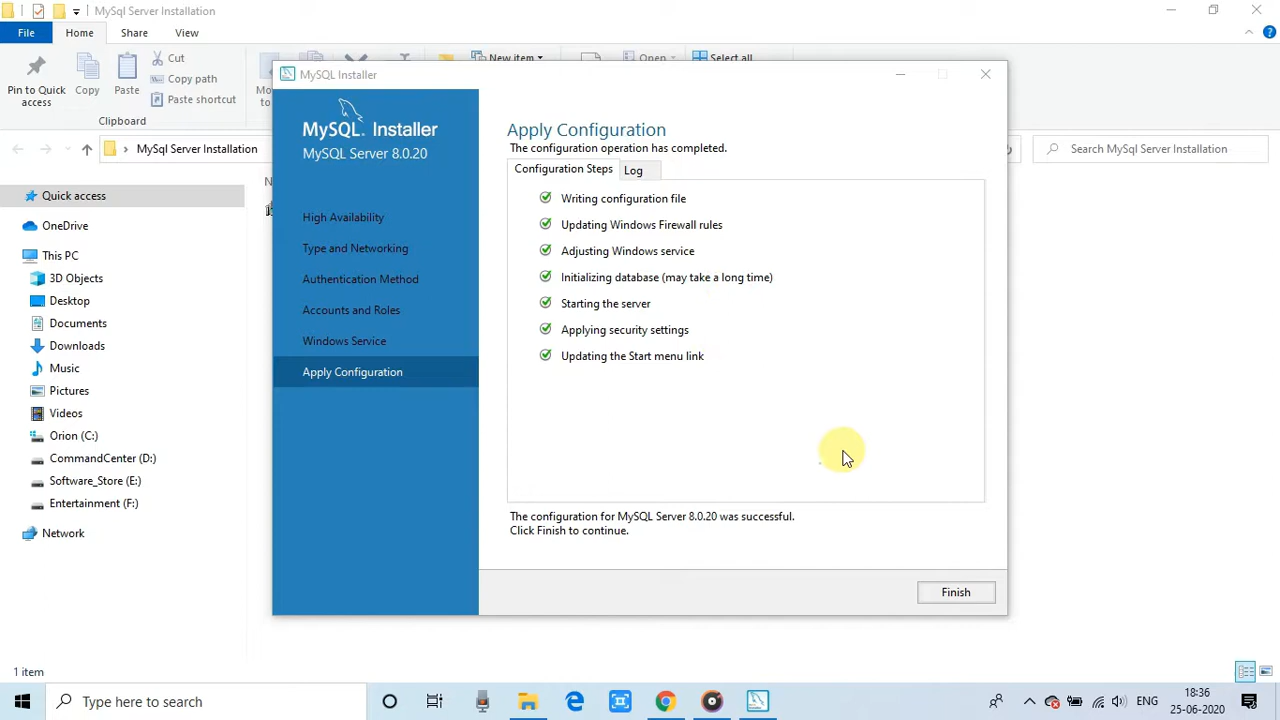 MySql Server Installation
File
Home
Share
View
Pin to Quick access
Copy
Paste
Cut
Copy path
Paste shortcut
Clipboard
New item
Open
Select all
MySql Server Installation
Search MySql Server Installation
Quick access
OneDrive
This PC
3D Objects
Desktop
Documents
Downloads
Music
Pictures
Videos
Orion (C:)
CommandCenter (D:)
Software_Store (E:)
Entertainment (F:)
Network
1 item
MySQL Installer
MySQL. Installer
MySQL Server 8.0.20
High Availability
Type and Networking
Authentication Method
Accounts and Roles
Windows Service
Apply Configuration
Apply Configuration
The configuration operation has completed.
Configuration Steps
Log
Writing configuration file
Updating Windows Firewall rules
Adjusting Windows service
Initializing database (may take a long time)
Starting the server
Applying security settings
Updating the Start menu link
The configuration for MySQL Server 8.0.20 was successful.
Click Finish to continue.
Finish
Type here to search
ENG
18:36
25-06-2020